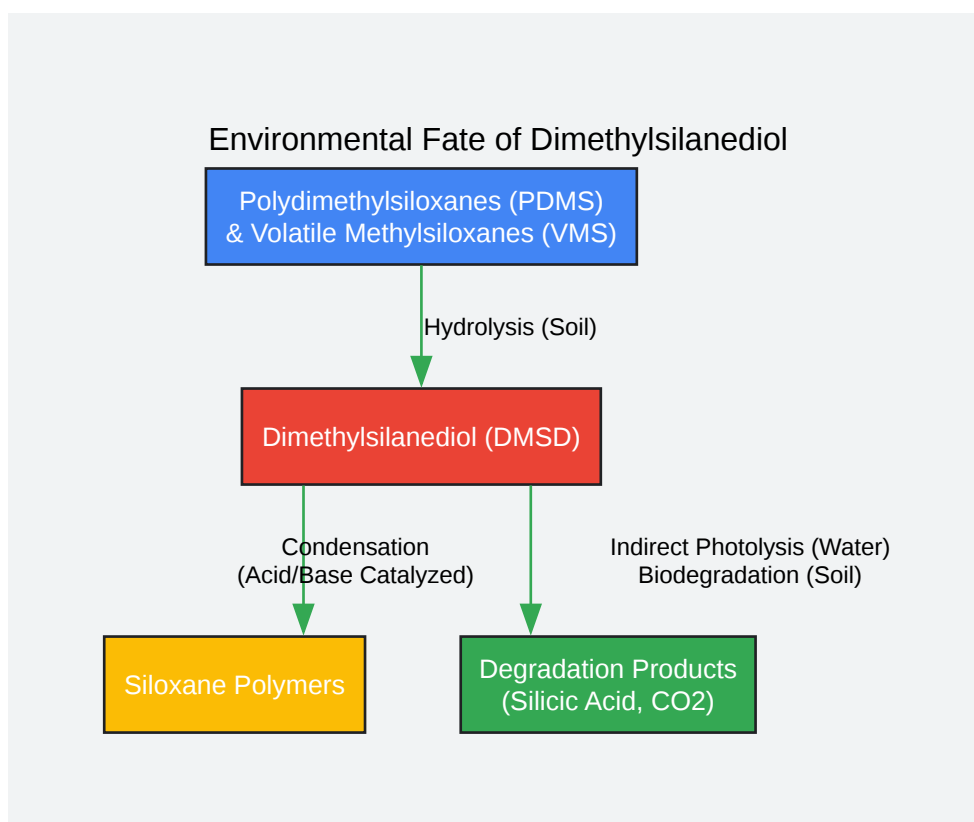 Environmental Fate of Dimethylsilanediol
Polydimethylsiloxanes (PDMS)
& Volatile Methylsiloxanes (VMS)
Hydrolysis (Soil)
Dimethylsilanediol (DMSD)
Condensation
(Acid/Base Catalyzed)
Indirect Photolysis (Water)
Biodegradation (Soil)
Siloxane Polymers
Degradation Products
(Silicic Acid, CO2)